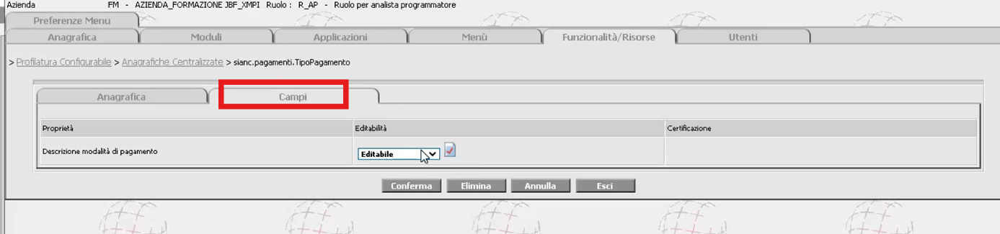 Azienda FM - AZIENDA_FORMAZIONE JBF_XMPI Ruolo : R_AP - Ruolo per analista programmatore
Preferenze Menu
Anagrafica Moduli Applicazioni Menù Funzionalità/Risorse Utenti
> Profilatura Configurabile > Anagrafiche Centralizzate > sianc.pagamenti.TipoPagamento
Anagrafica Campi
Proprietà Editabilità Certificazione
Descrizione modalità di pagamento Editabile
Conferma Elimina Annulla Esci